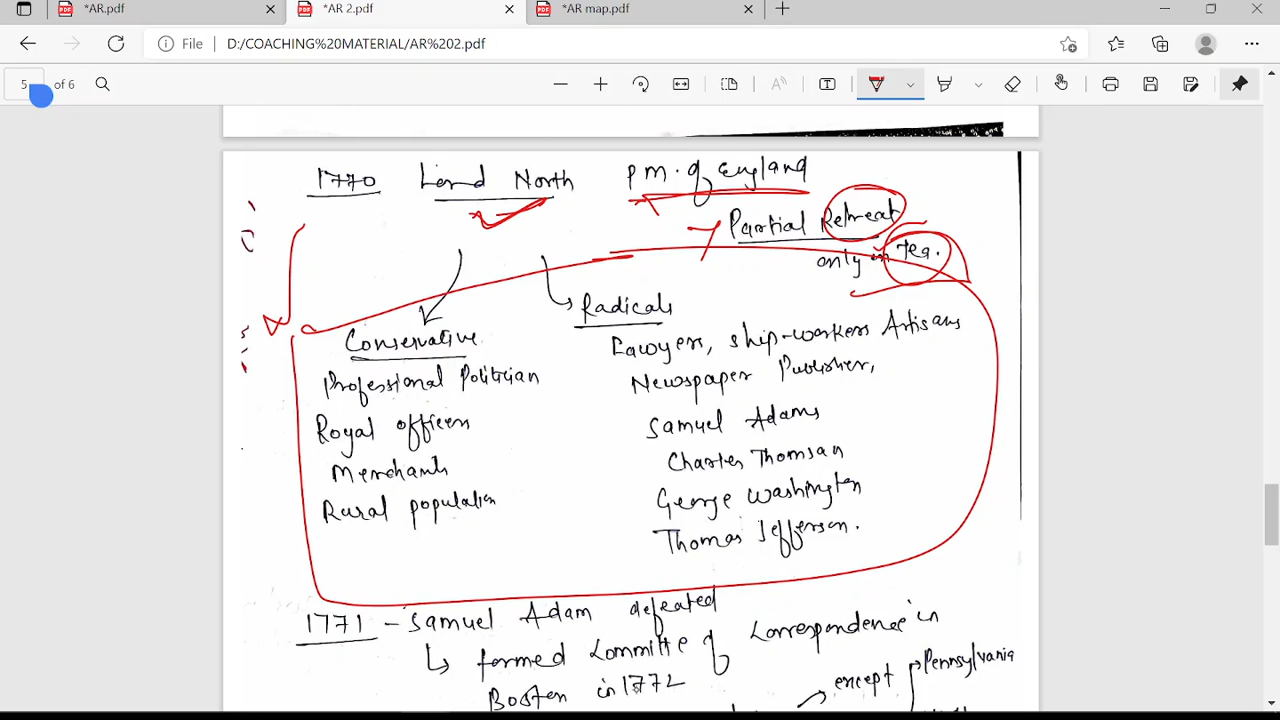 *AR.pdf
*AR 2.pdf
*AR map.pdf
File D:/COACHING%20MATERIAL/AR%202.pdf
5 of 6
1770 Lord North P.M. of England
Partial Retreat
only in Tea.
Conservative
Professional Politician
Royal officers
Merchants
Rural population
Radicals
Lawyers, ship-workers Artisans
Newspaper Publisher,
Samuel Adams
Charles Thomson
George Washington
Thomas Jefferson.
1771 - Samuel Adam defeated
formed Committe of Correspondence in
Boston in 1772
except Pennsylvania